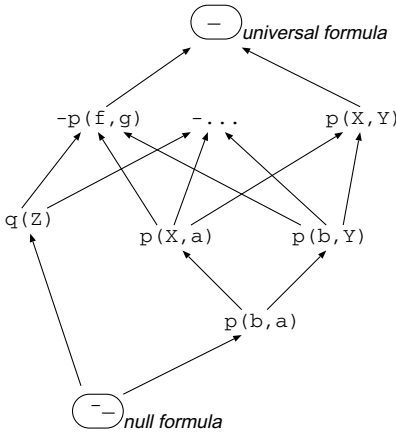 _
universal formula
-p(f,g)
-...
p(X,Y)
q(Z)
p(X,a)
p(b,Y)
p(b,a)
-_
null formula